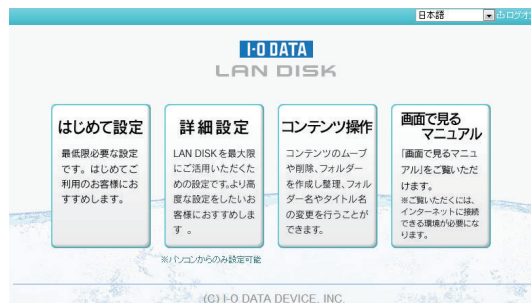 日本語
ログオフ
I-O DATA
LAN DISK
はじめて設定
最低限必要な設定
です。はじめてご
利用のお客様にお
すすめします。
詳細設定
LAN DISKを最大限
にご活用いただくた
めの設定です。より高
度な設定をしたいお
客様におすすめしま
す 。
※パソコンからのみ設定可能
コンテンツ操作
コンテンツのムーブ
や削除、フォルダー
を作成し整理、フォル
ダー名やタイトル名
の変更を行うことが
できます。
画面で見る
マニュアル
「画面で見るマニュ
アル」をご覧いただ
けます。
※ご覧いただくには、
インターネットに接続
できる環境が必要にな
ります。
(C) I-O DATA DEVICE, INC.